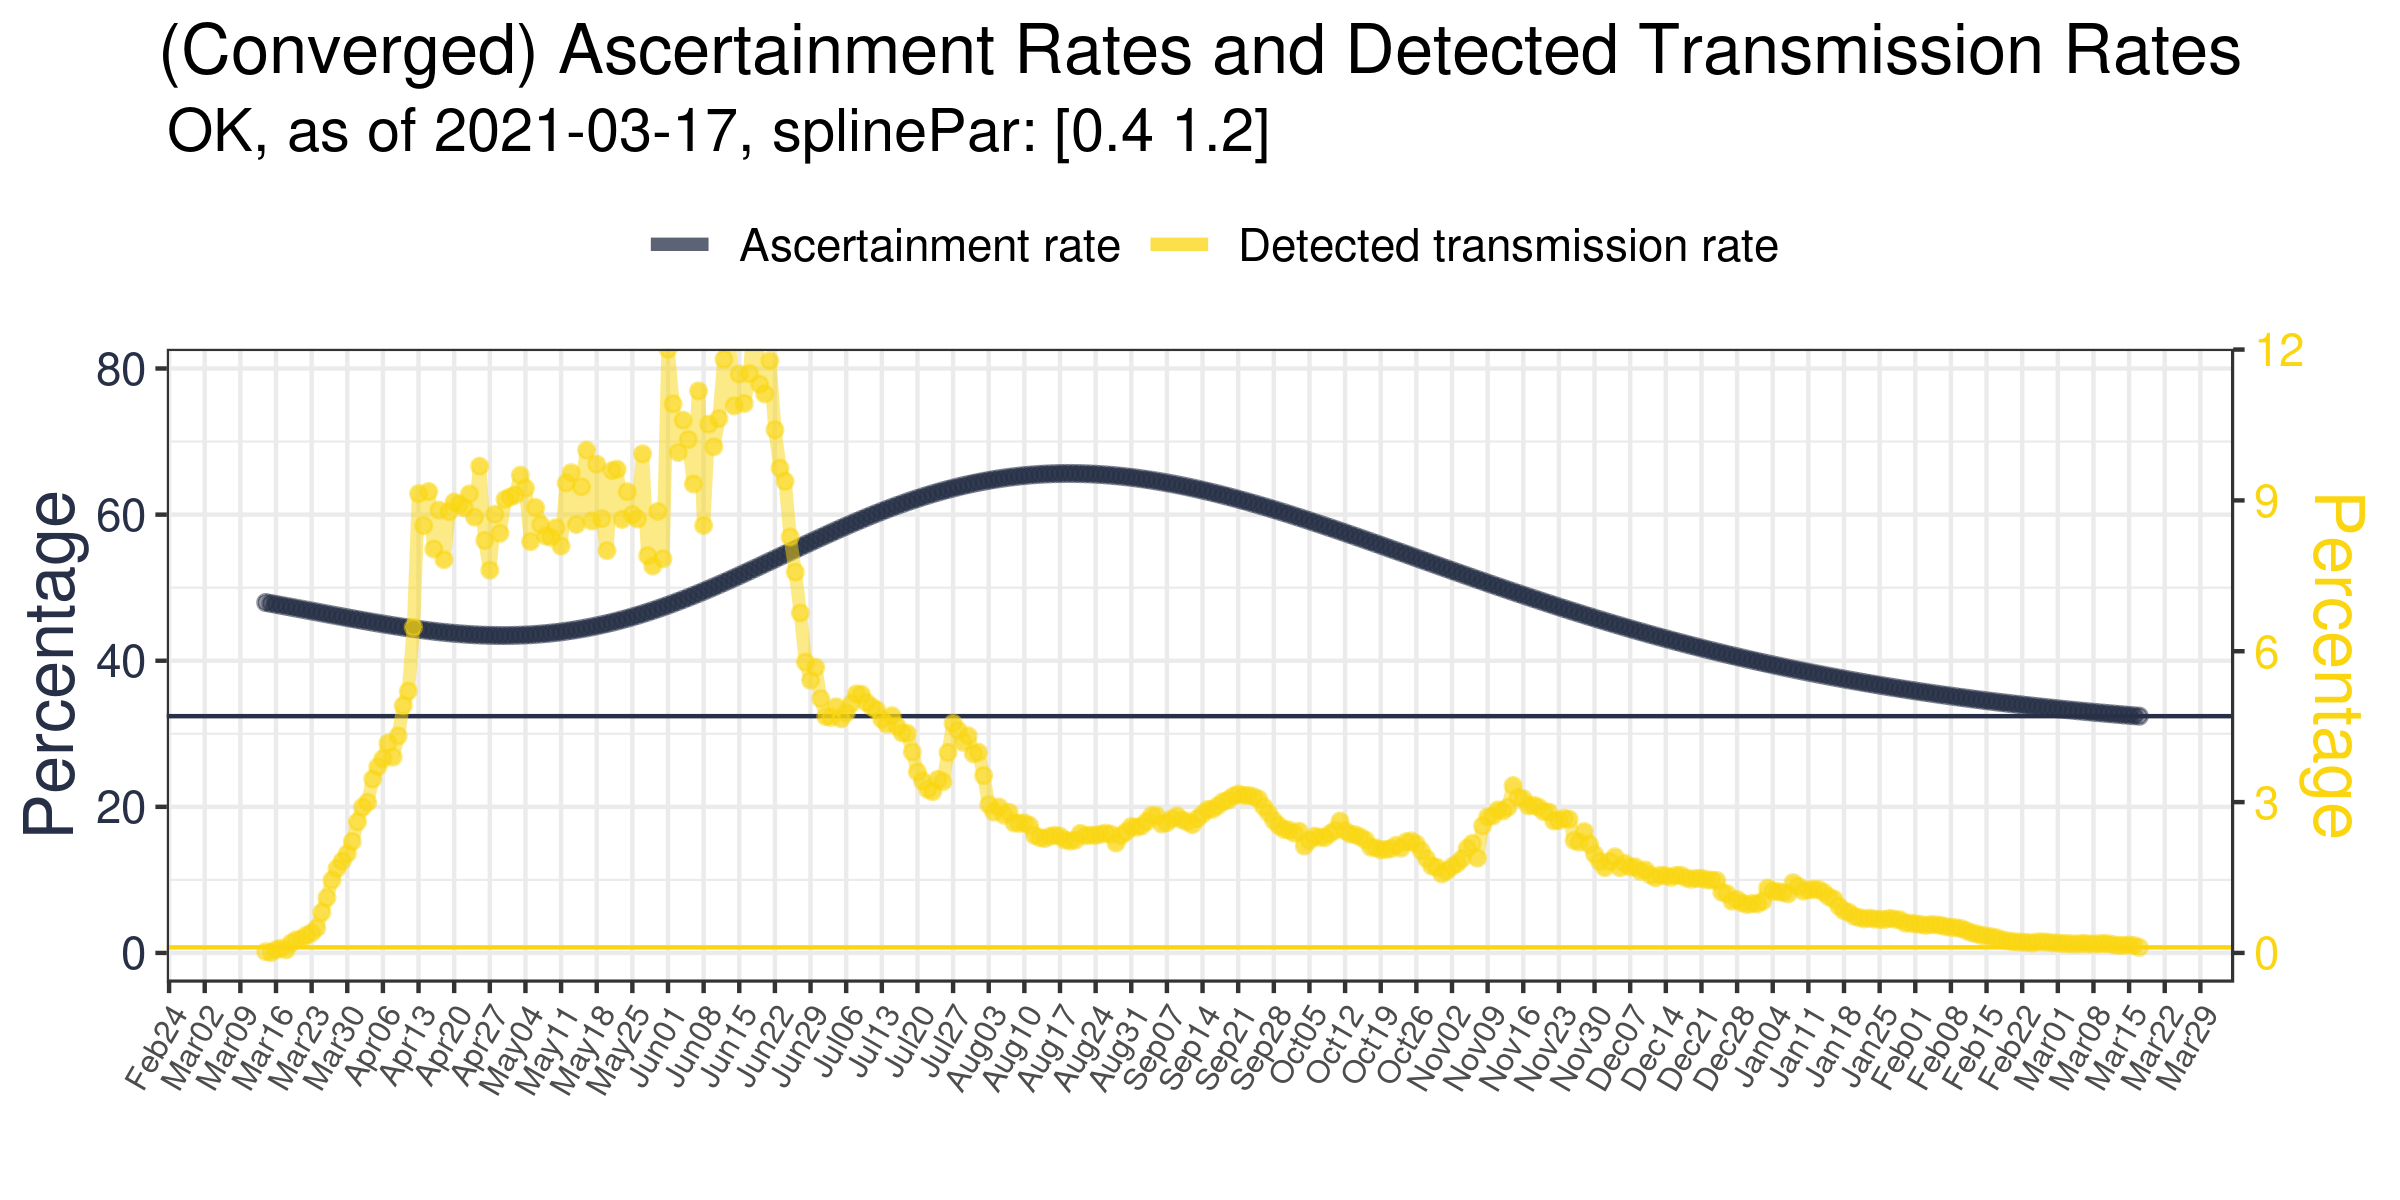 (Converged) Ascertainment Rates and Detected Transmission Rates
OK, as of 2021-03-17, splinePar: [0.4 1.2]
Ascertainment rate Detected transmission rate
Percentage
80
60
40
20
0
12
9
6
3
0
Percentage
Feb24 Mar02 Mar09 Mar16 Mar23 Mar30 Apr06 Apr13 Apr20 Apr27 May04 May11 May18 May25 Jun01 Jun08 Jun15 Jun22 Jun29 Jul06 Jul13 Jul20 Jul27 Aug03 Aug10 Aug17 Aug24 Aug31 Sep07 Sep14 Sep21 Sep28 Oct05 Oct12 Oct19 Oct26 Nov02 Nov09 Nov16 Nov23 Nov30 Dec07 Dec14 Dec21 Dec28 Jan04 Jan11 Jan18 Jan25 Feb01 Feb08 Feb15 Feb22 Mar01 Mar08 Mar15 Mar22 Mar29